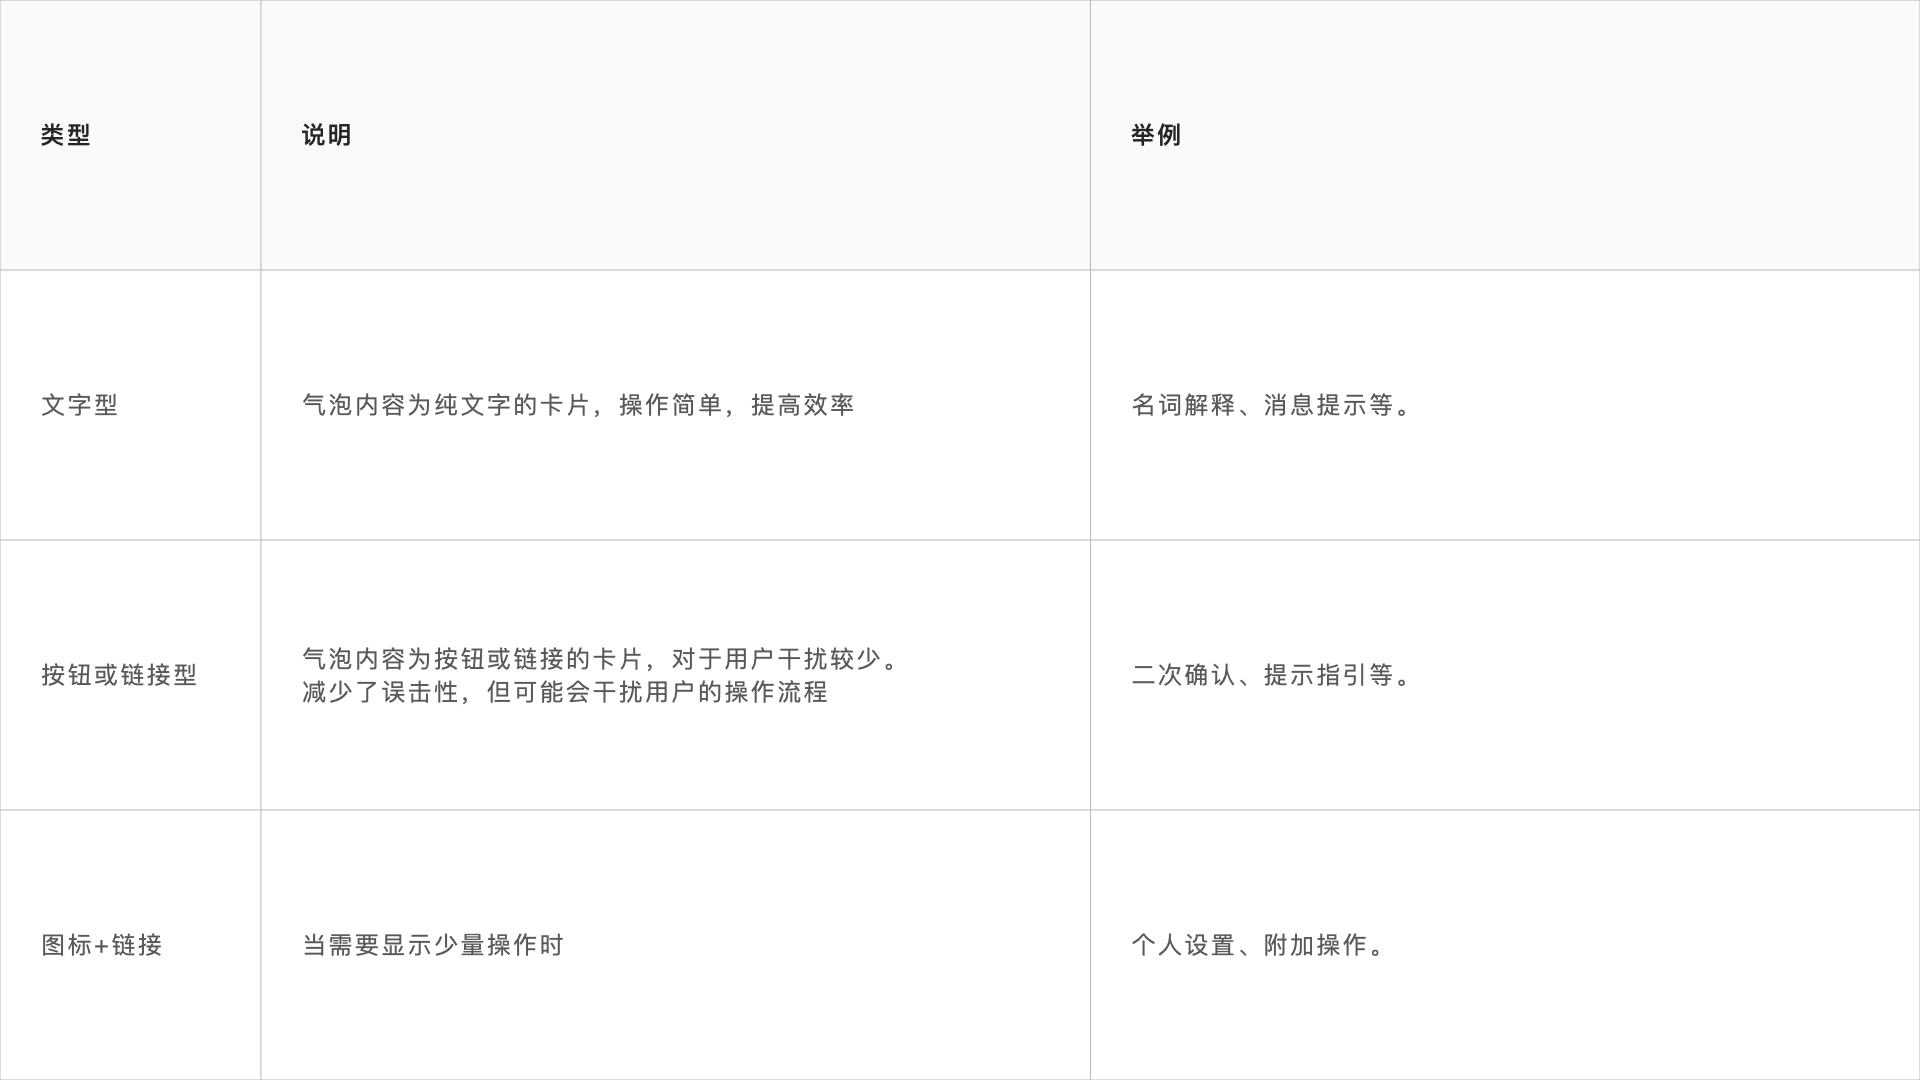 类型
说明
举例
文字型
气泡内容为纯文字的卡片，操作简单，提高效率
名词解释、消息提示等。
按钮或链接型
气泡内容为按钮或链接的卡片，对于用户干扰较少。
减少了误击性，但可能会干扰用户的操作流程
二次确认、提示指引等。
图标+链接
当需要显示少量操作时
个人设置、附加操作。